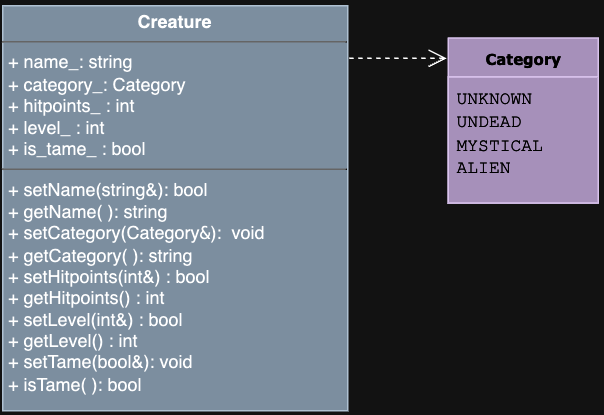 Creature
+ name_: string
+ category_: Category
+ hitpoints_ : int
+ level_ : int
+ is_tame_ : bool
+ setName(string&): bool
+ getName( ): string
+ setCategory(Category&):  void
+ getCategory( ): string
+ setHitpoints(int&) : bool
+ getHitpoints() : int
+ setLevel(int&) : bool
+ getLevel() : int
+ setTame(bool&): void
+ isTame( ): bool
Category
UNKNOWN
UNDEAD
MYSTICAL
ALIEN